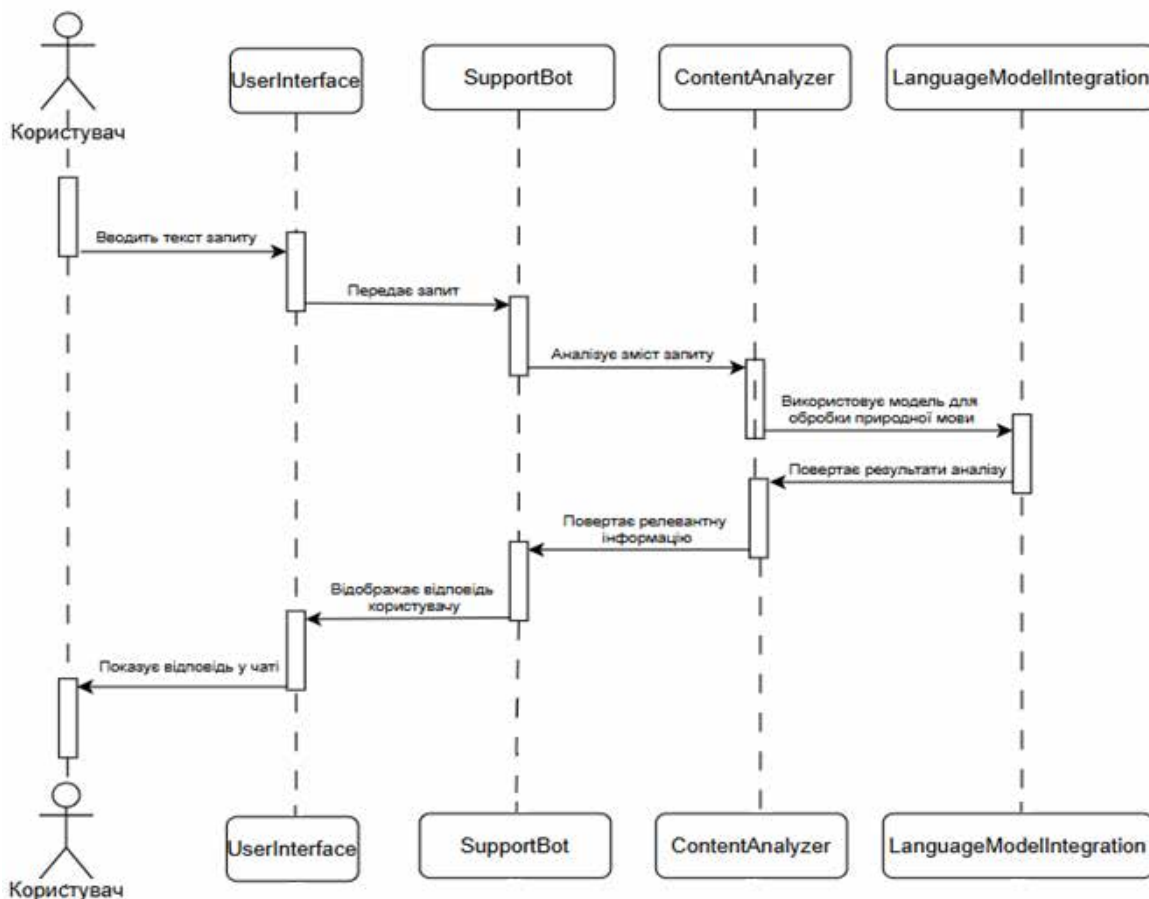 UserInterface
SupportBot
ContentAnalyzer
LanguageModelIntegration
Користувач
Вводить текст запиту
Передає запит
Аналізує зміст запиту
Використовує модель для
обробки природної мови
Повертає результати аналізу
Повертає релевантну
інформацію
Відображає відповідь
користувачу
Показує відповідь у чаті
UserInterface
SupportBot
ContentAnalyzer
LanguageModelIntegration
Користувач